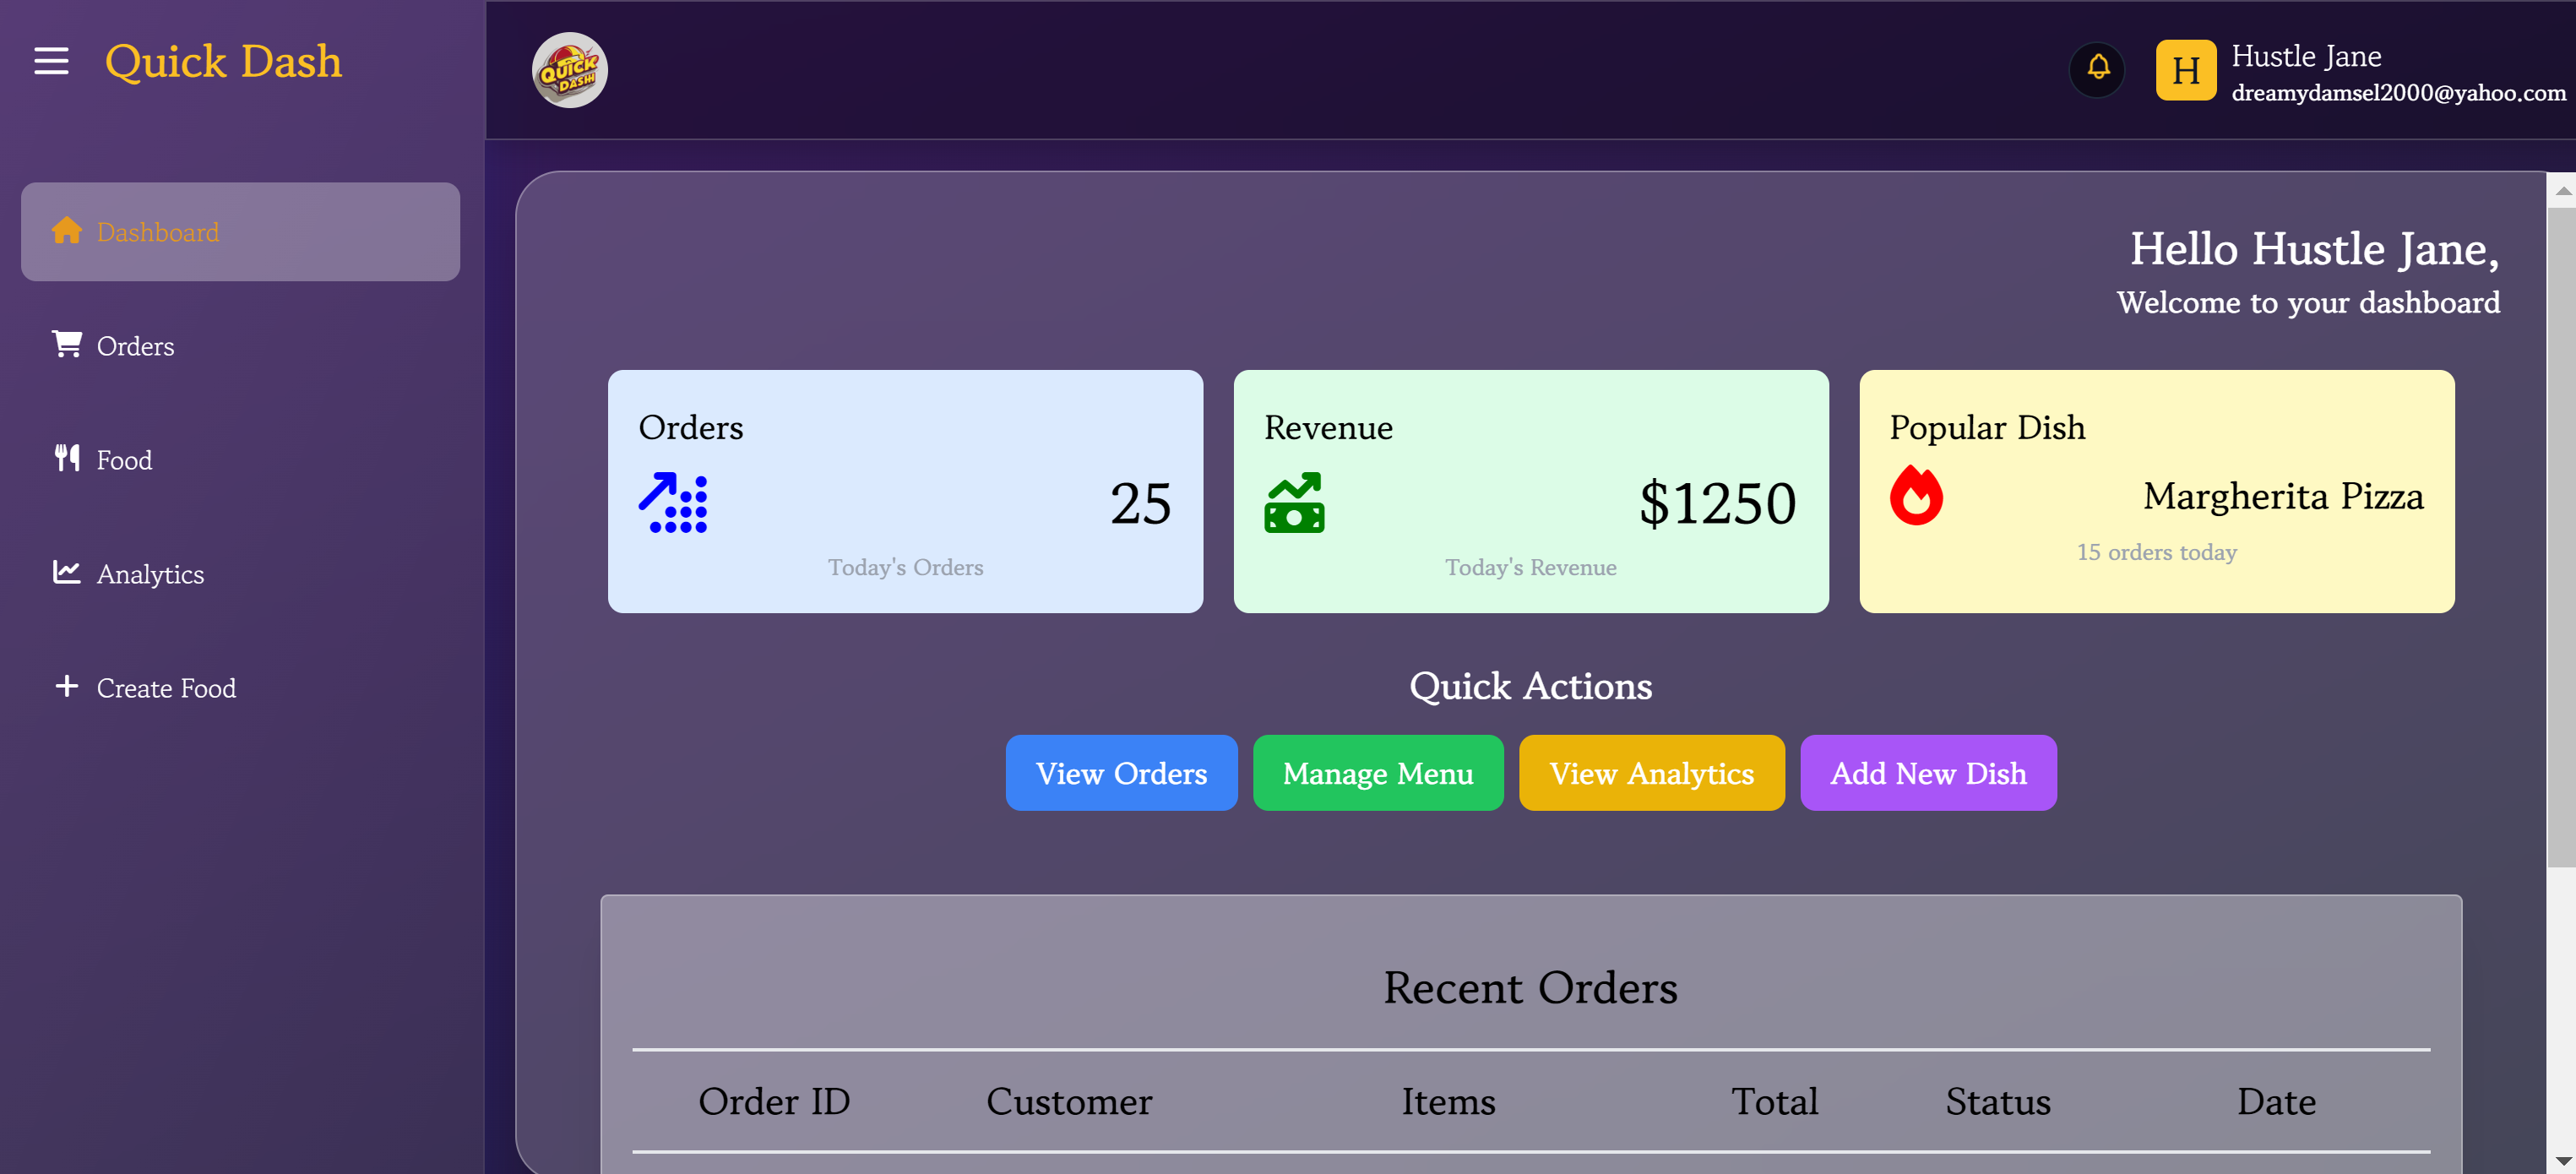 Quick Dash
QUICK
DASH
H
Hustle Jane
dreamydamsel2000@yahoo.com
Dashboard
Orders
Food
Analytics
Create Food
Hello Hustle Jane,
Welcome to your dashboard
Orders
25
Today's Orders
Revenue
$1250
Today's Revenue
Popular Dish
Margherita Pizza
15 orders today
Quick Actions
View Orders
Manage Menu
View Analytics
Add New Dish
Recent Orders
Order ID Customer Items Total Status Date